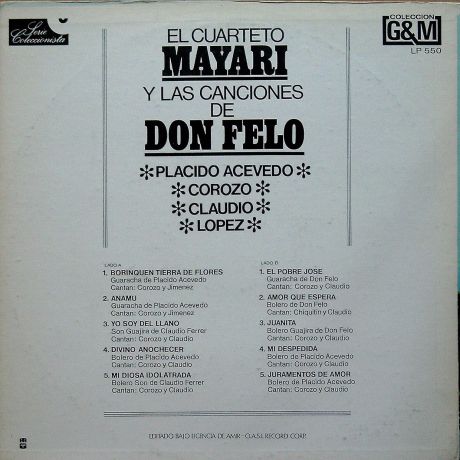 Serie
Coleccionista
COLECCION
G&M
LP 550
EL CUARTETO
MAYARI
Y LAS CANCIONES
DE
DON FELO
*PLACIDO ACEVEDO*
*COROZO*
*CLAUDIO*
*LOPEZ*
LADO A
1. BORINQUEN TIERRA DE FLORES
Guaracha de Placido Acevedo
Cantan: Corozo y Jimenez
2. ANAMU
Guaracha de Placido Acevedo
Cantan: Corozo y Jimenez
3. YO SOY DEL LLANO
Son Guajira de Claudio Ferrer
Cantan: Corozo y Claudio
4. DIVINO ANOCHECER
Bolero de Placido Acevedo
Cantan: Corozo y Claudio
5. MI DIOSA IDOLATRADA
Bolero Son de Claudio Ferrer
Cantan: Corozo y Claudio
LADO B
1. EL POBRE JOSE
Guaracha de Don Felo
Cantan: Corozo y Claudio
2. AMOR QUE ESPERA
Bolero de Don Felo
Cantan: Chiquitin y Claudio
3. JUANITA
Bolero Guajira de Don Felo
Cantan: Corozo y Claudio
4. MI DESPEDIDA
Bolero de Placido Acevedo
Cantan: Corozo y Claudio
5. JURAMENTOS DE AMOR
Bolero de Placido Acevedo
Cantan: Corozo y Claudio
EDITADO BAJO LICENCIA DE AMIR - O.A.S.I. RECORD CORP.